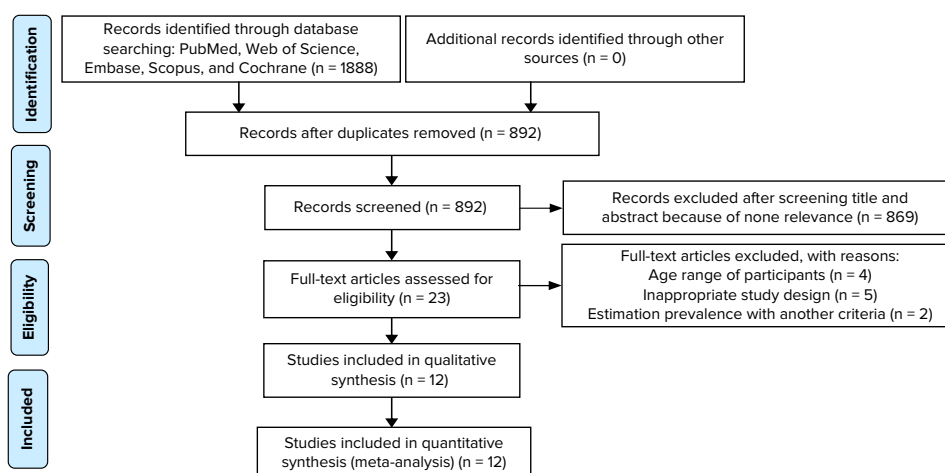 Identification
Records identified through database
searching: PubMed, Web of Science,
Embase, Scopus, and Cochrane (n = 1888)
Additional records identified through other
sources (n = 0)
Records after duplicates removed (n = 892)
Screening
Records screened (n = 892)
Records excluded after screening title and
abstract because of none relevance (n = 869)
Eligibility
Full-text articles assessed for
eligibility (n = 23)
Full-text articles excluded, with reasons:
Age range of participants (n = 4)
Inappropriate study design (n = 5)
Estimation prevalence with another criteria (n = 2)
Studies included in qualitative
synthesis (n = 12)
Included
Studies included in quantitative
synthesis (meta-analysis) (n = 12)